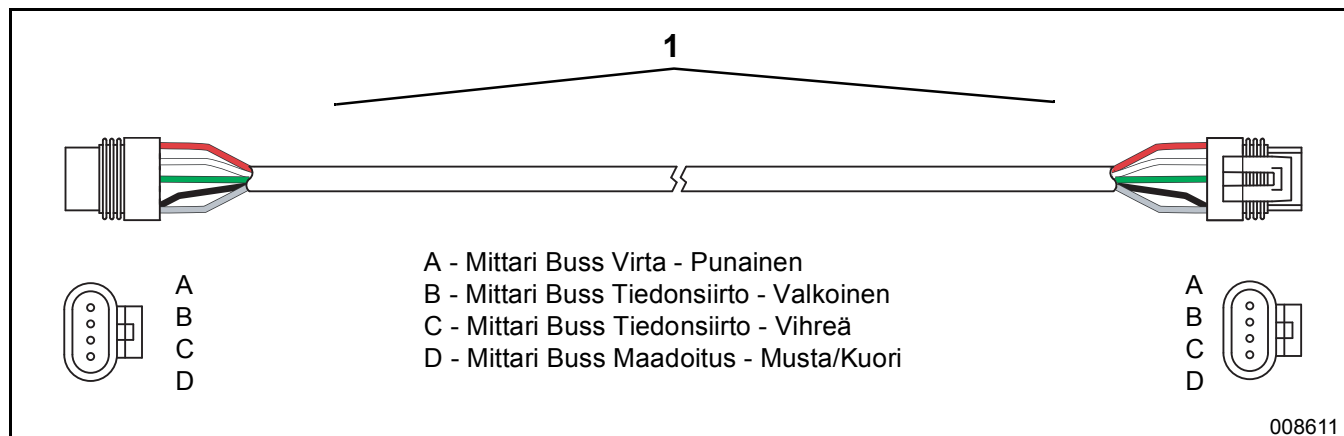 1
A - Mittari Buss Virta - Punainen
B - Mittari Buss Tiedonsiirto - Valkoinen
C - Mittari Buss Tiedonsiirto - Vihreä
D - Mittari Buss Maadoitus - Musta/Kuori
A
B
C
D
A
B
C
D
008611